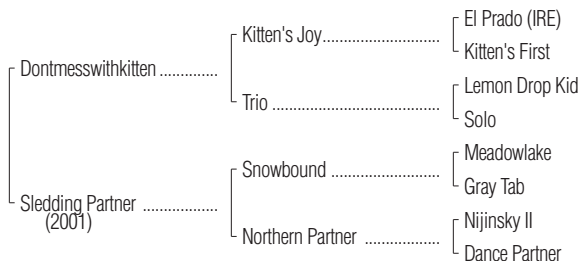 El Prado (IRE)
Kitten's Joy
Kitten's First
Dontmesswithkitten
Lemon Drop Kid
Trio
Solo
Meadowlake
Snowbound
Gray Tab
Sledding Partner
(2001)
Nijinsky II
Northern Partner
Dance Partner